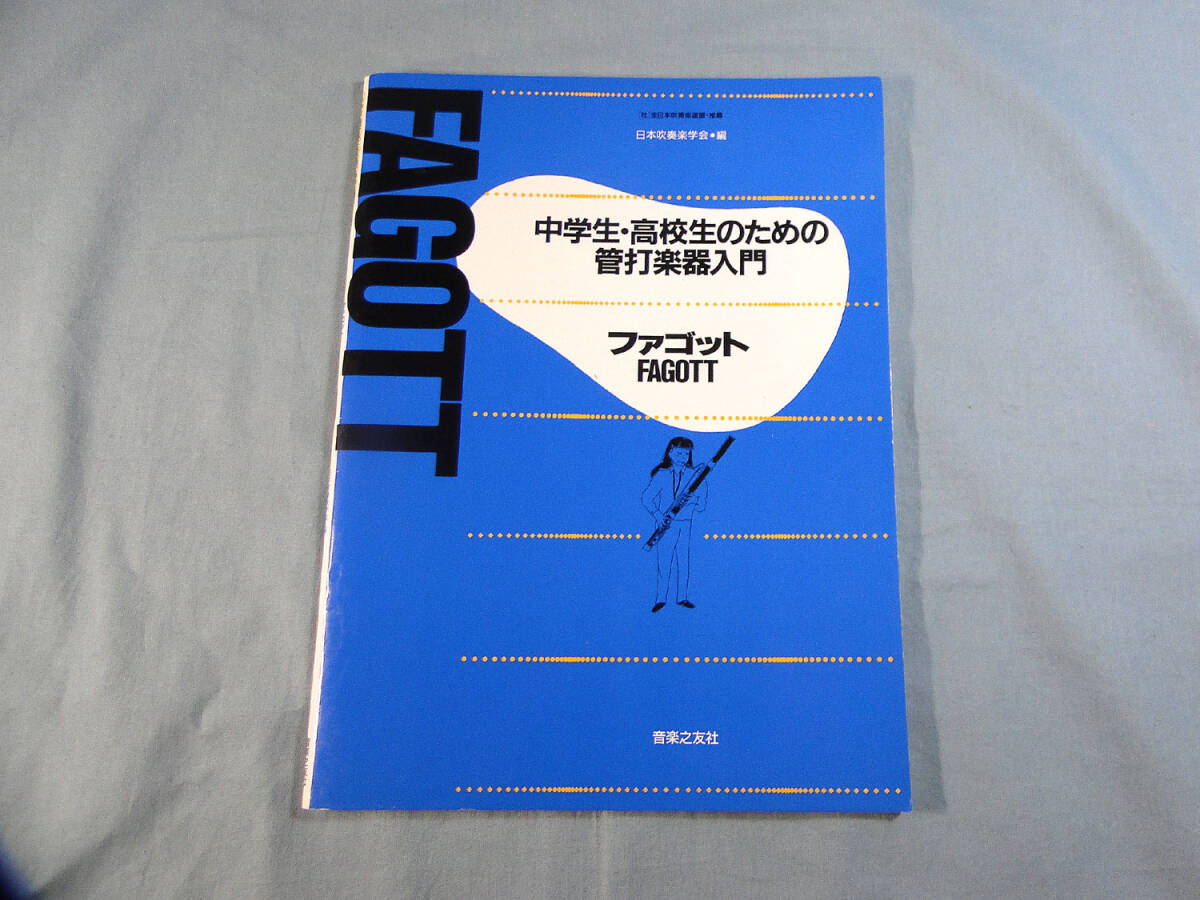 FAGOTT
(社)全日本吹奏楽連盟・推薦
日本吹奏楽学会・編
中学生・高校生のための
管打楽器入門
ファゴット
FAGOTT
音楽之友社